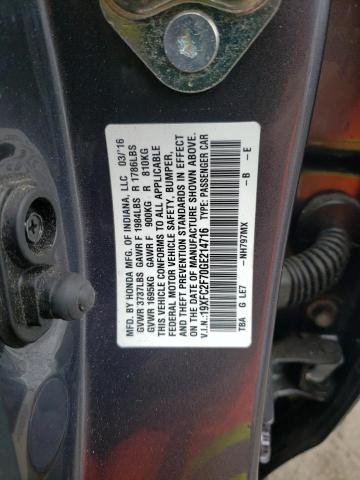 MFD. BY HONDA MFG. OF INDIANA, LLC 03/16
GVWR 3737LBS GAWR F 1984LBS R 1786LBS
GVWR 1695KG GAWR F 900KG R 810KG
THIS VEHICLE CONFORMS TO ALL APPLICABLE
FEDERAL MOTOR VEHICLE SAFETY, BUMPER,
AND THEFT PREVENTION STANDARDS IN EFFECT
ON THE DATE OF MANUFACTURE SHOWN ABOVE.
V.I.N.:19XFC2F70GE214716 TYPE: PASSENGER CAR
TBA G LE7 -NH797MX -B -E